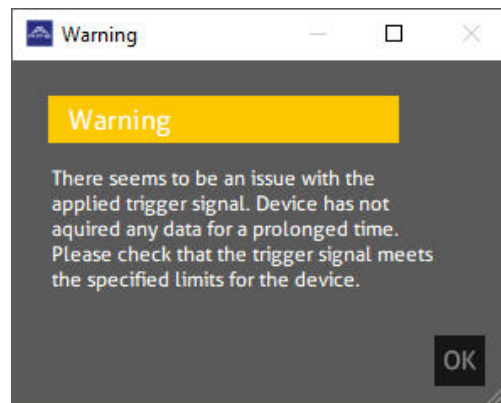 Warning
Warning
There seems to be an issue with the
applied trigger signal. Device has not
aquired any data for a prolonged time.
Please check that the trigger signal meets
the specified limits for the device.
OK